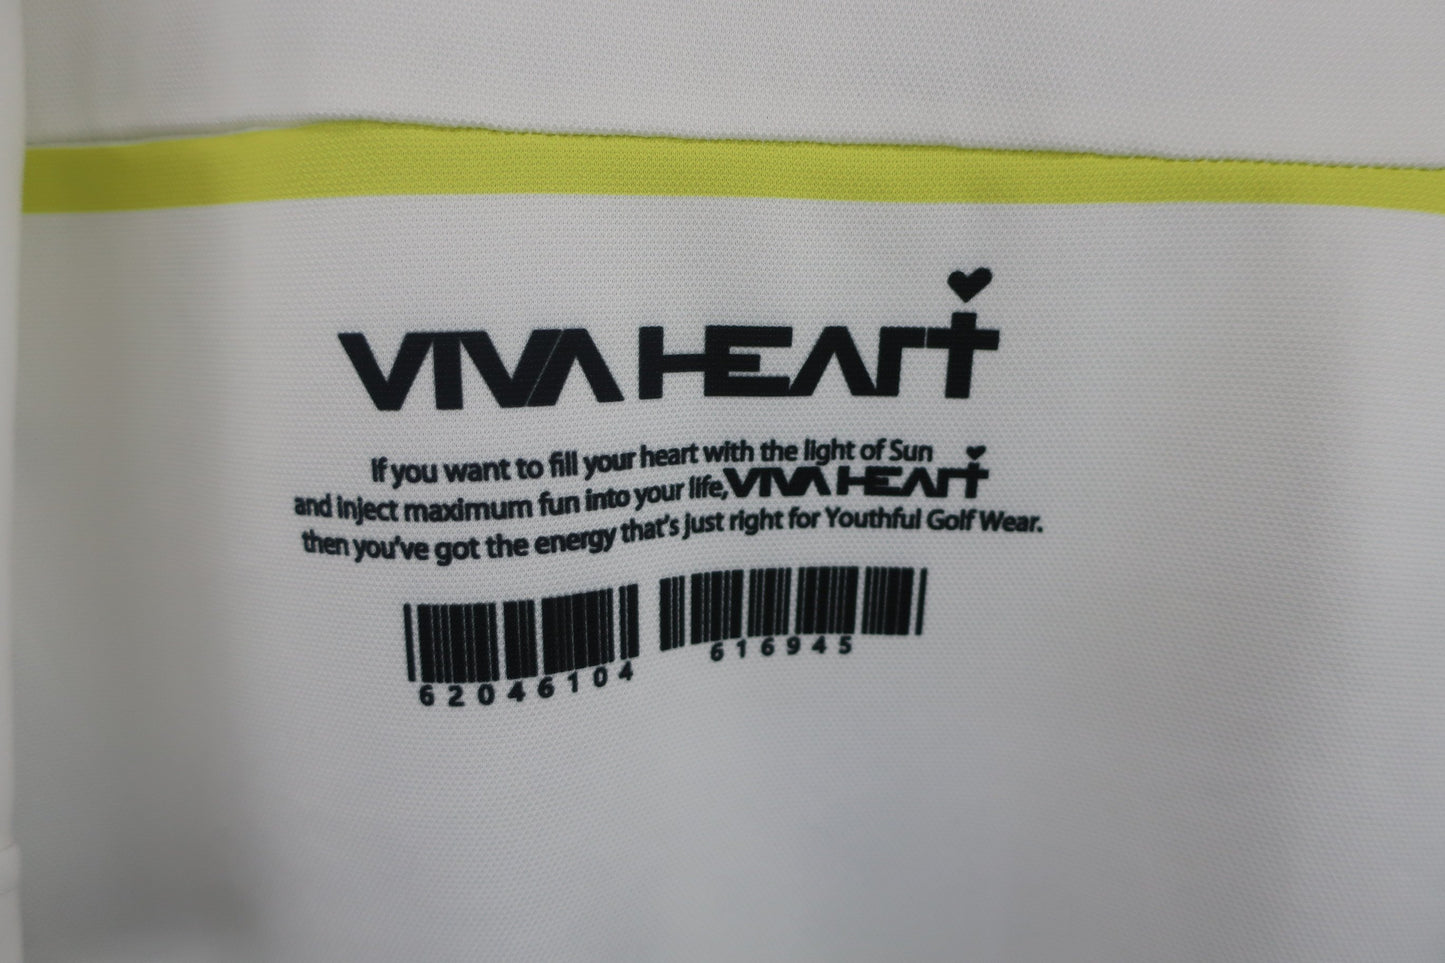 VIVA HEART
If you want to fill your heart with the light of Sun
and inject maximum fun into your life, VIVA HEART
then you've got the energy that's just right for Youthful Golf Wear.
62046104 616945